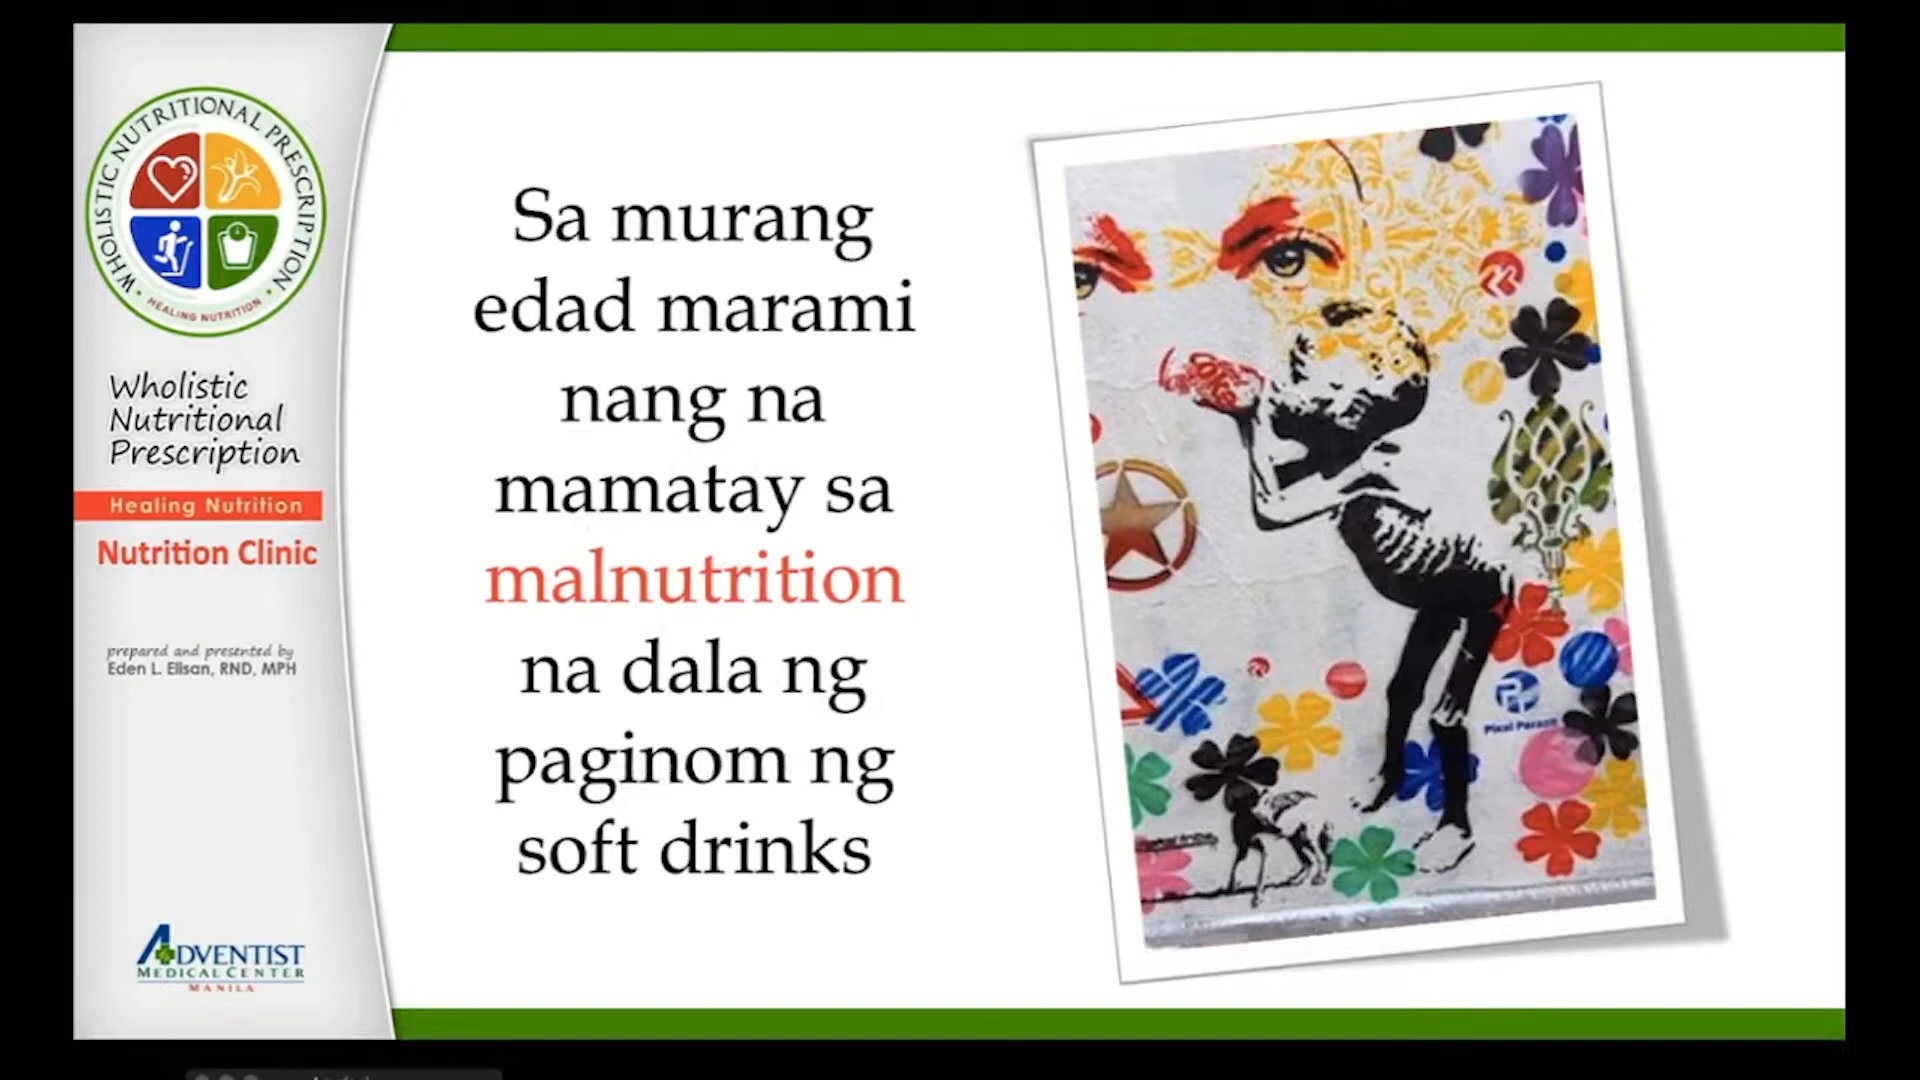 WHOLISTIC NUTRITIONAL PRESCRIPTION
• HEALING NUTRITION •
Wholistic
Nutritional
Prescription
Healing Nutrition
Nutrition Clinic
prepared and presented by
Eden L. Elisan, RND, MPH
ADVENTIST
MEDICAL CENTER
MANILA
Sa murang
edad marami
nang na
mamatay sa
malnutrition
na dala ng
paginom ng
soft drinks